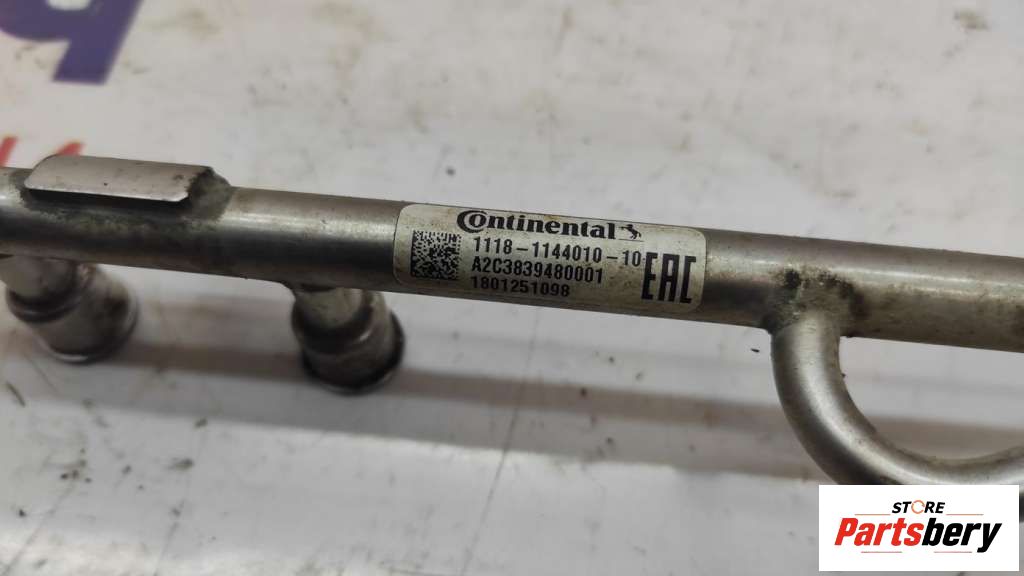 Continental
1118-1144010-10
A2C3839480001
1801251098
EAC
STORE
Partsbery